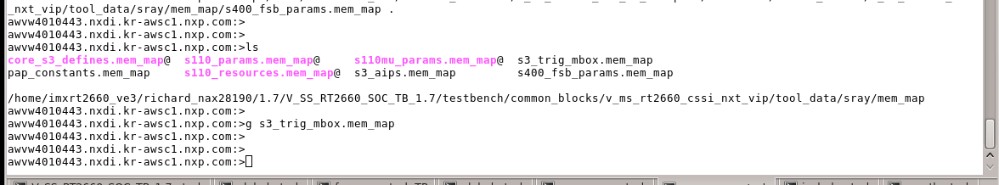 _nxt_vip/tool_data/sray/mem_map/s400_fsb_params.mem_map .
awvw4010443.nxdi.kr-awsc1.nxp.com:>
awvw4010443.nxdi.kr-awsc1.nxp.com:>
awvw4010443.nxdi.kr-awsc1.nxp.com:>ls
core_s3_defines.mem_map@  s110_params.mem_map@     s110mu_params.mem_map@  s3_trig_mbox.mem_map
pap_constants.mem_map     s110_resources.mem_map@  s3_aips.mem_map         s400_fsb_params.mem_map
/home/imxrt2660_ve3/richard_nax28190/1.7/V_SS_RT2660_SOC_TB_1.7/testbench/common_blocks/v_ms_rt2660_cssi_nxt_vip/tool_data/sray/mem_map
awvw4010443.nxdi.kr-awsc1.nxp.com:>
awvw4010443.nxdi.kr-awsc1.nxp.com:>g s3_trig_mbox.mem_map
awvw4010443.nxdi.kr-awsc1.nxp.com:>
awvw4010443.nxdi.kr-awsc1.nxp.com:>
awvw4010443.nxdi.kr-awsc1.nxp.com:>